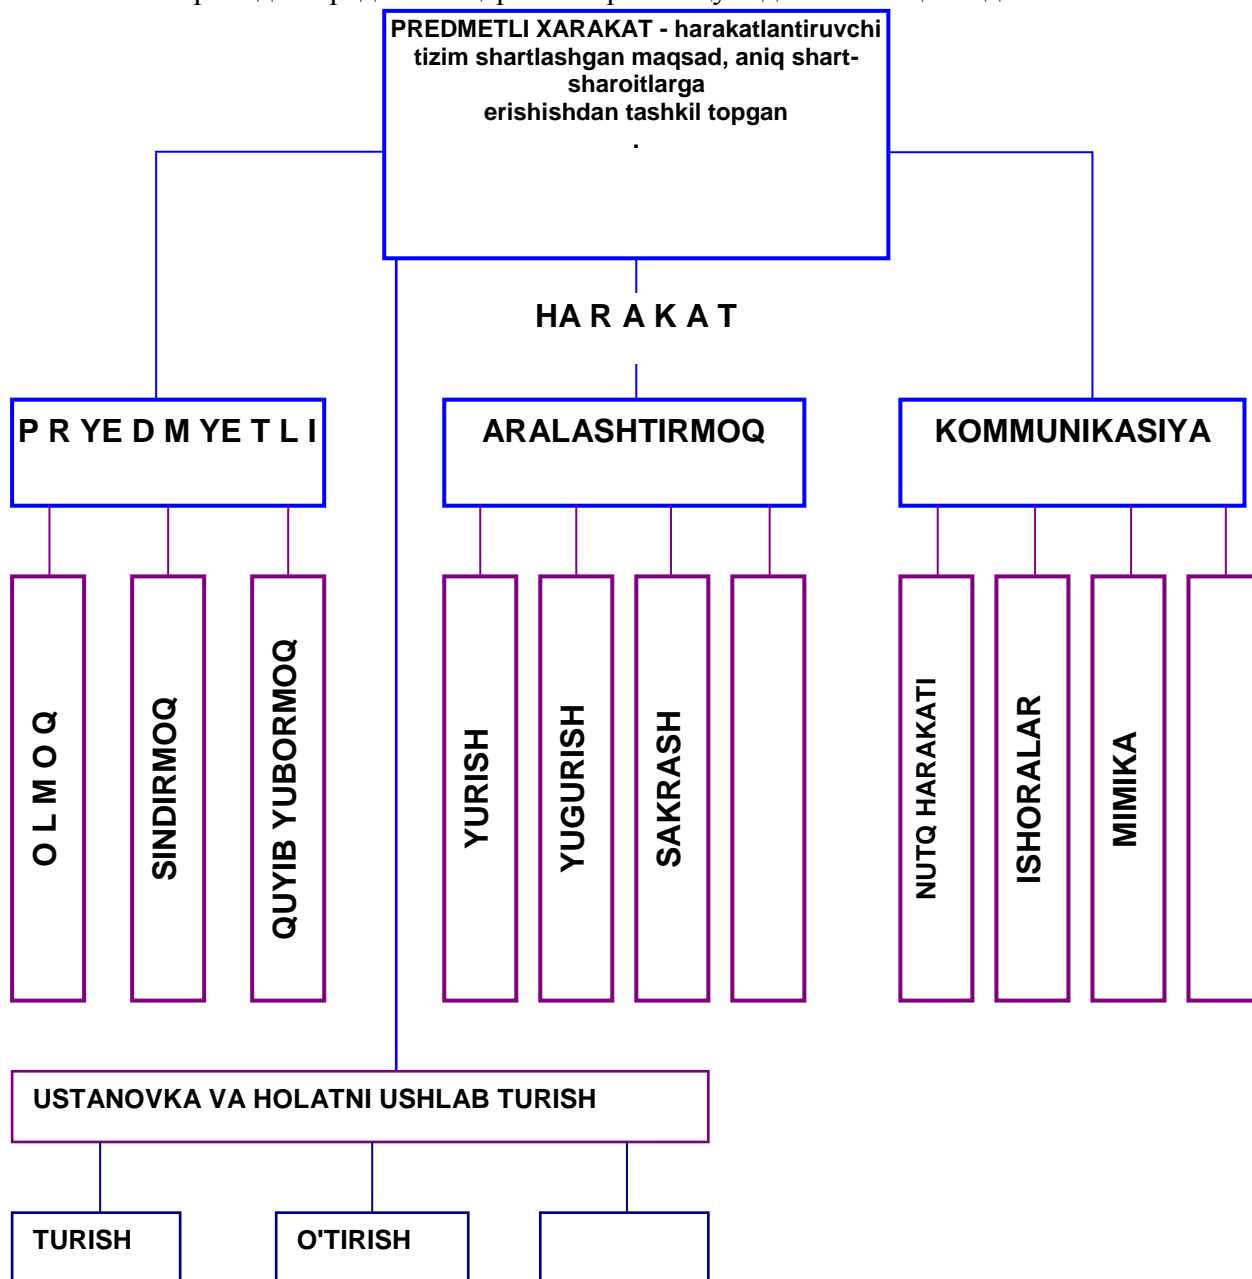 PREDMETLI XARAKAT - harakatlantiruvchi
tizim shartlashgan maqsad, aniq shart-
sharoitlarga
erishishdan tashkil topgan
.
HA R A K A T
P R YE D M YE T L I
ARALASHTIRMOQ
KOMMUNIKASIYA
O L M O Q
SINDIRMOQ
QUYIB YUBORMOQ
YURISH
YUGURISH
SAKRASH
NUTQ HARAKATI
ISHORALAR
MIMIKA
USTANOVKA VA HOLATNI USHLAB TURISH
TURISH
O'TIRISH